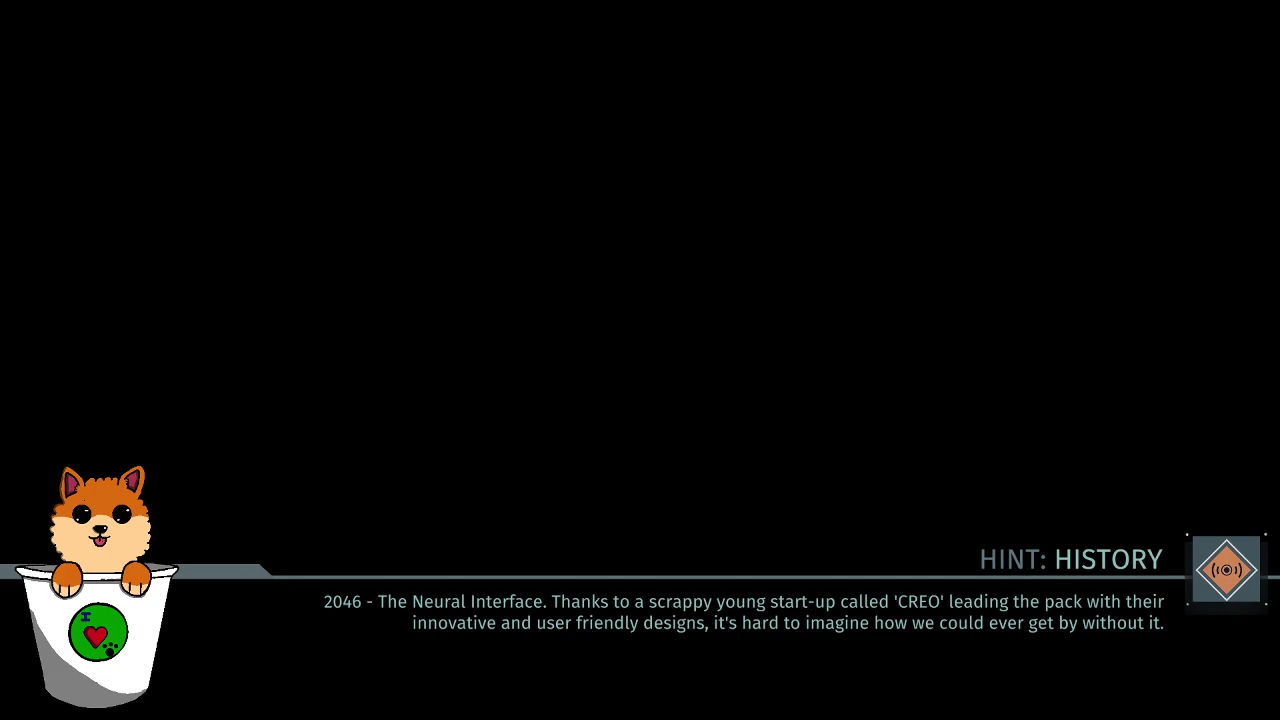 HINT: HISTORY
2046 - The Neural Interface. Thanks to a scrappy young start-up called 'CREO' leading the pack with their
innovative and user friendly designs, it's hard to imagine how we could ever get by without it.
I